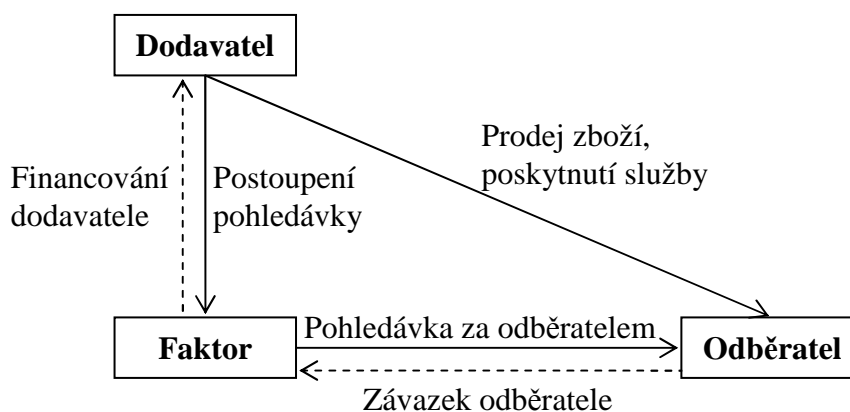 Dodavatel
Prodej zboží,
poskytnutí služby
Financování
dodavatele
Postoupení
pohledávky
Faktor
Pohledávka za odběratelem
Odběratel
Závazek odběratele